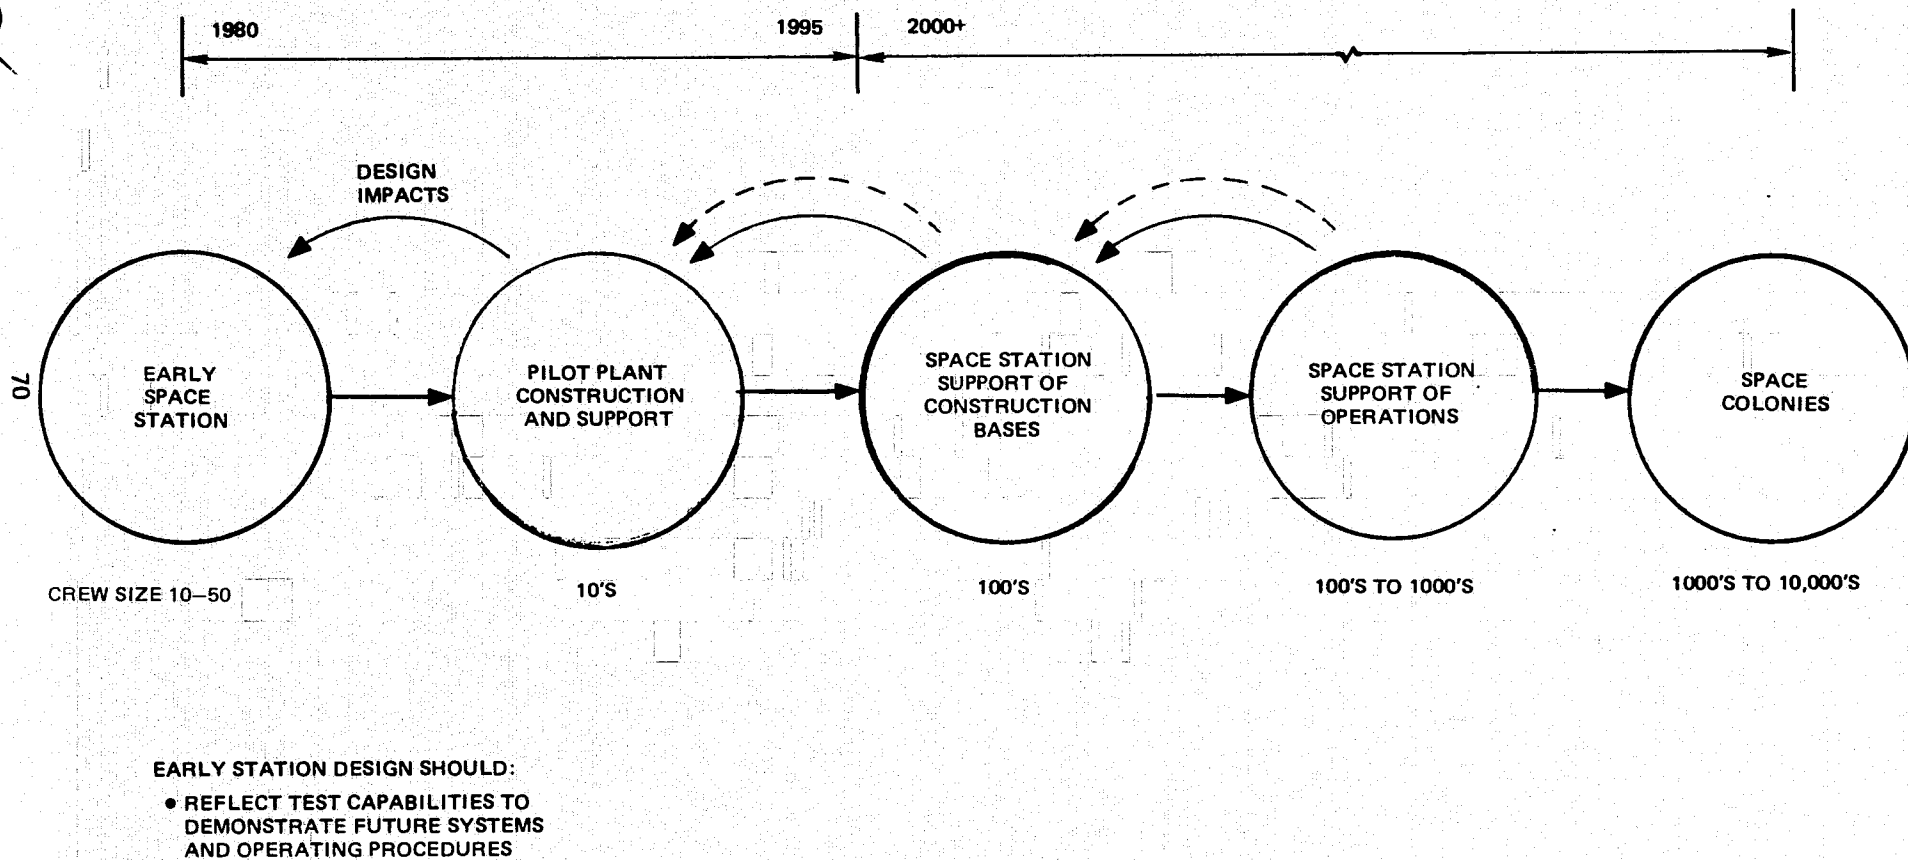 1980
1995
2000+
DESIGN
IMPACTS
EARLY
SPACE
STATION
PILOT PLANT
CONSTRUCTION
AND SUPPORT
SPACE STATION
SUPPORT OF
CONSTRUCTION
BASES
SPACE STATION
SUPPORT OF
OPERATIONS
SPACE
COLONIES
70
CREW SIZE 10–50
10'S
100'S
100'S TO 1000'S
1000'S TO 10,000'S
EARLY STATION DESIGN SHOULD:
● REFLECT TEST CAPABILITIES TO
DEMONSTRATE FUTURE SYSTEMS
AND OPERATING PROCEDURES